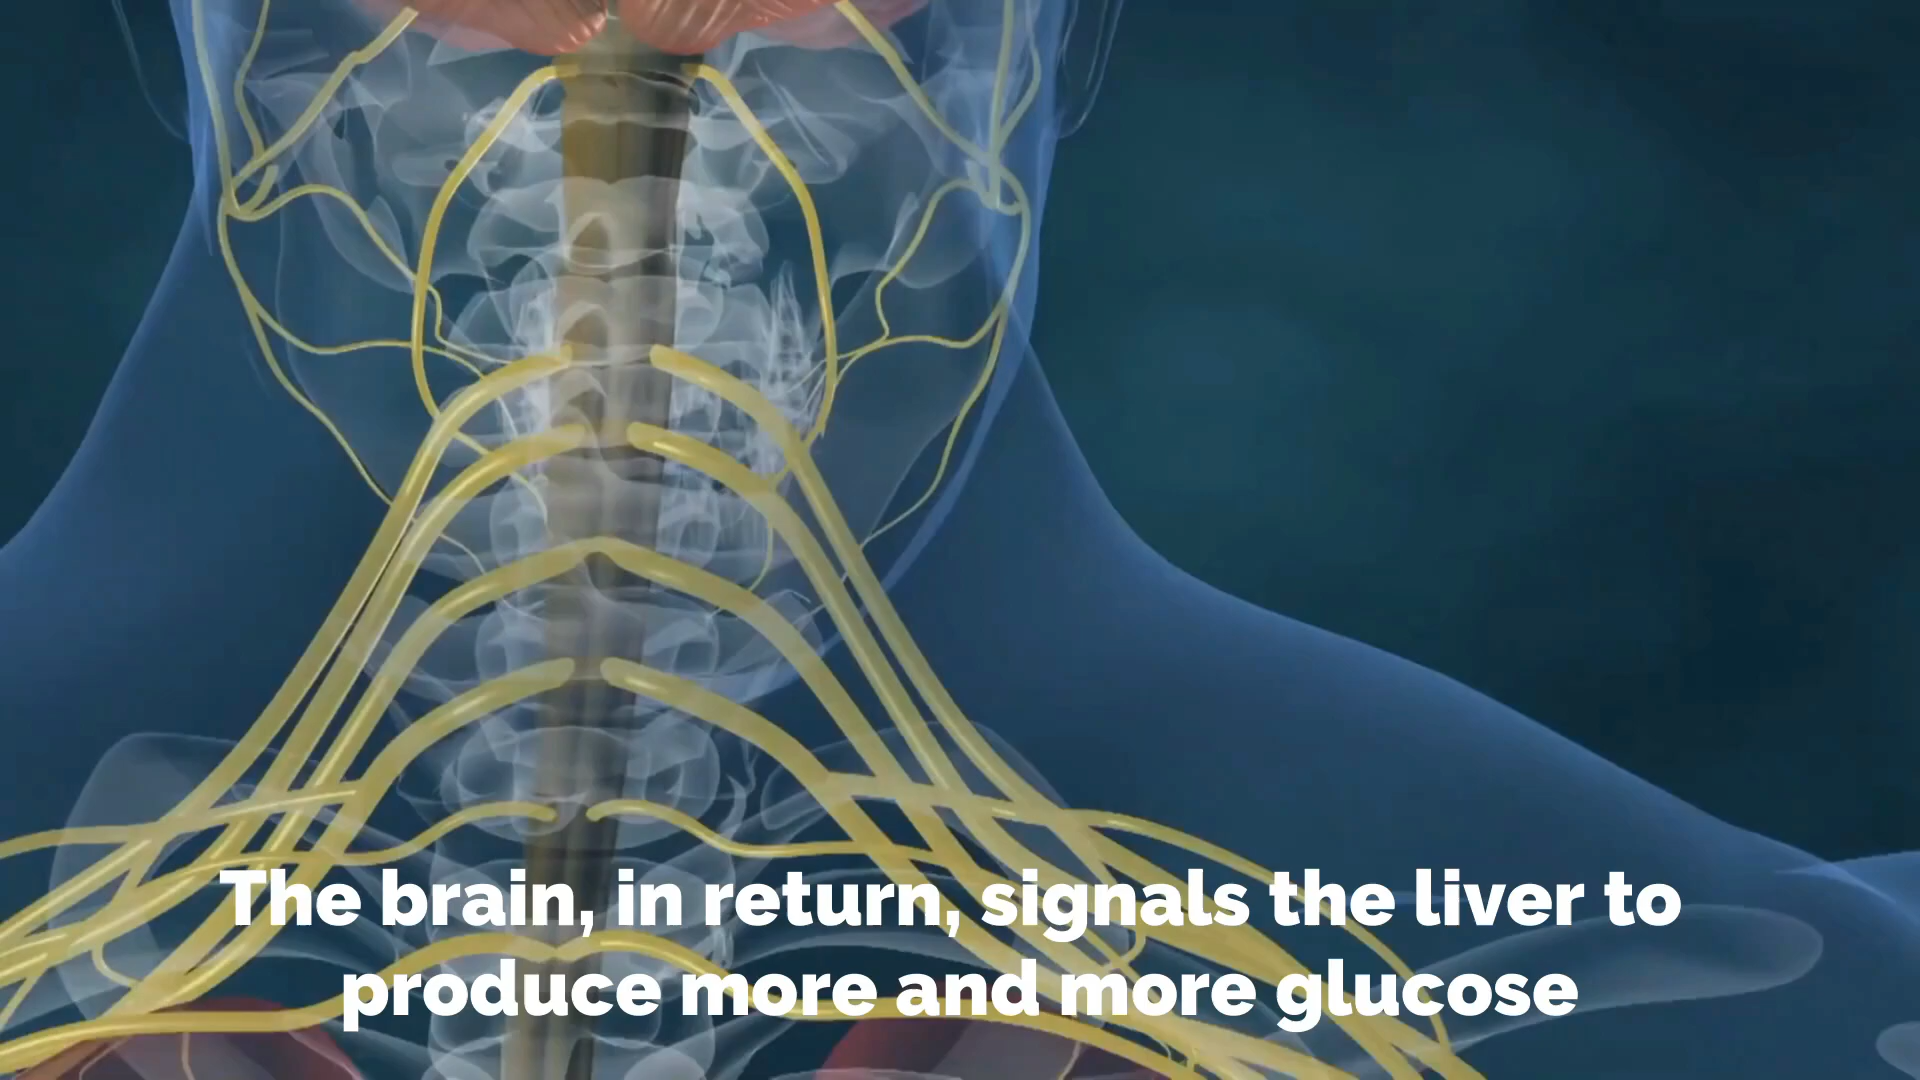 The brain, in return, signals the liver to
produce more and more glucose